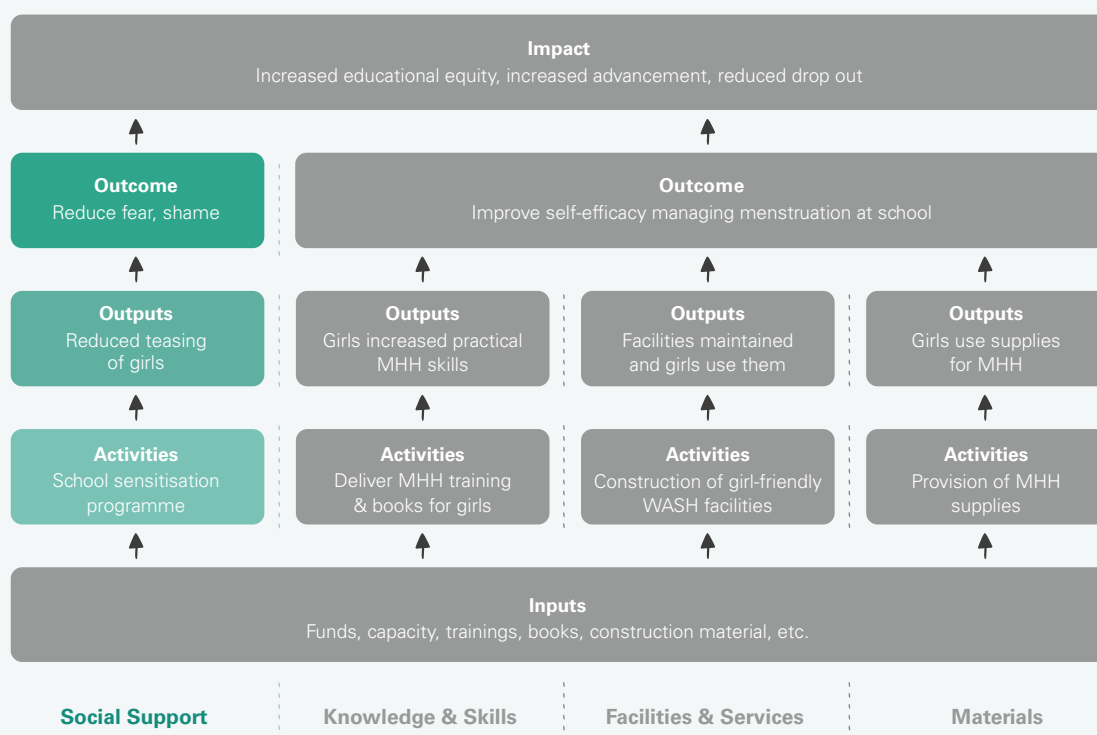 Impact
Increased educational equity, increased advancement, reduced drop out
Outcome
Reduce fear, shame
Outcome
Improve self-efficacy managing menstruation at school
Outputs
Reduced teasing
of girls
Outputs
Girls increased practical
MHH skills
Outputs
Facilities maintained
and girls use them
Outputs
Girls use supplies
for MHH
Activities
School sensitisation
programme
Activities
Deliver MHH training
& books for girls
Activities
Construction of girl-friendly
WASH facilities
Activities
Provision of MHH
supplies
Inputs
Funds, capacity, trainings, books, construction material, etc.
Social Support
Knowledge & Skills
Facilities & Services
Materials